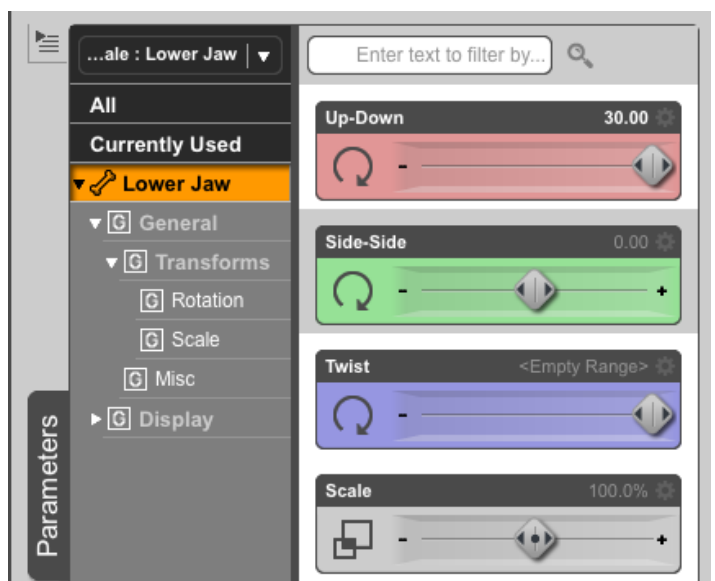 ...ale : Lower Jaw
Enter text to filter by...
All
Currently Used
Lower Jaw
G General
G Transforms
G Rotation
G Scale
G Misc
G Display
Parameters
Up-Down 30.00
-
Side-Side 0.00
- +
Twist <Empty Range>
-
Scale 100.0%
- +